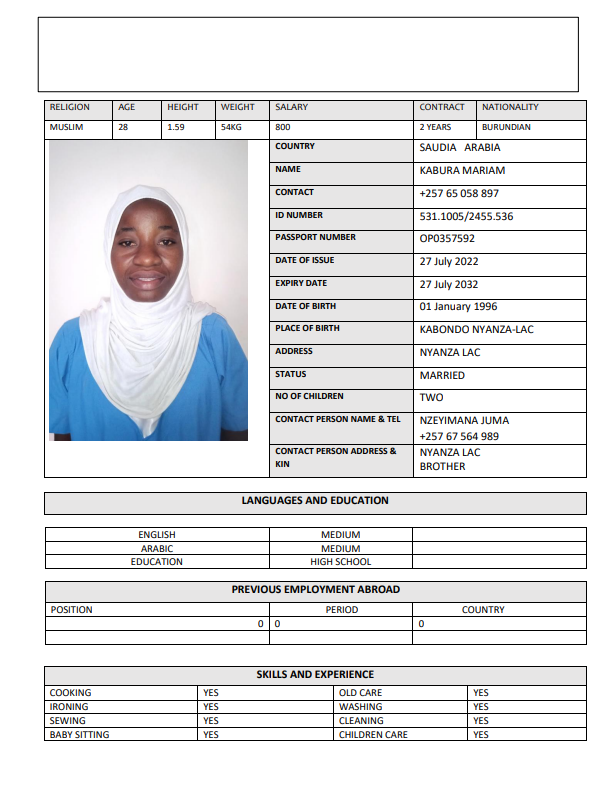 RELIGION AGE HEIGHT WEIGHT SALARY CONTRACT NATIONALITY
MUSLIM 28 1.59 54KG 800 2 YEARS BURUNDIAN
COUNTRY SAUDIA ARABIA
NAME KABURA MARIAM
CONTACT +257 65 058 897
ID NUMBER 531.1005/2455.536
PASSPORT NUMBER OP0357592
DATE OF ISSUE 27 July 2022
EXPIRY DATE 27 July 2032
DATE OF BIRTH 01 January 1996
PLACE OF BIRTH KABONDO NYANZA-LAC
ADDRESS NYANZA LAC
STATUS MARRIED
NO OF CHILDREN TWO
CONTACT PERSON NAME & TEL NZEYIMANA JUMA
+257 67 564 989
CONTACT PERSON ADDRESS & NYANZA LAC
KIN BROTHER
LANGUAGES AND EDUCATION
ENGLISH MEDIUM
ARABIC MEDIUM
EDUCATION HIGH SCHOOL
PREVIOUS EMPLOYMENT ABROAD
POSITION PERIOD COUNTRY
0 0 0
SKILLS AND EXPERIENCE
COOKING YES OLD CARE YES
IRONING YES WASHING YES
SEWING YES CLEANING YES
BABY SITTING YES CHILDREN CARE YES